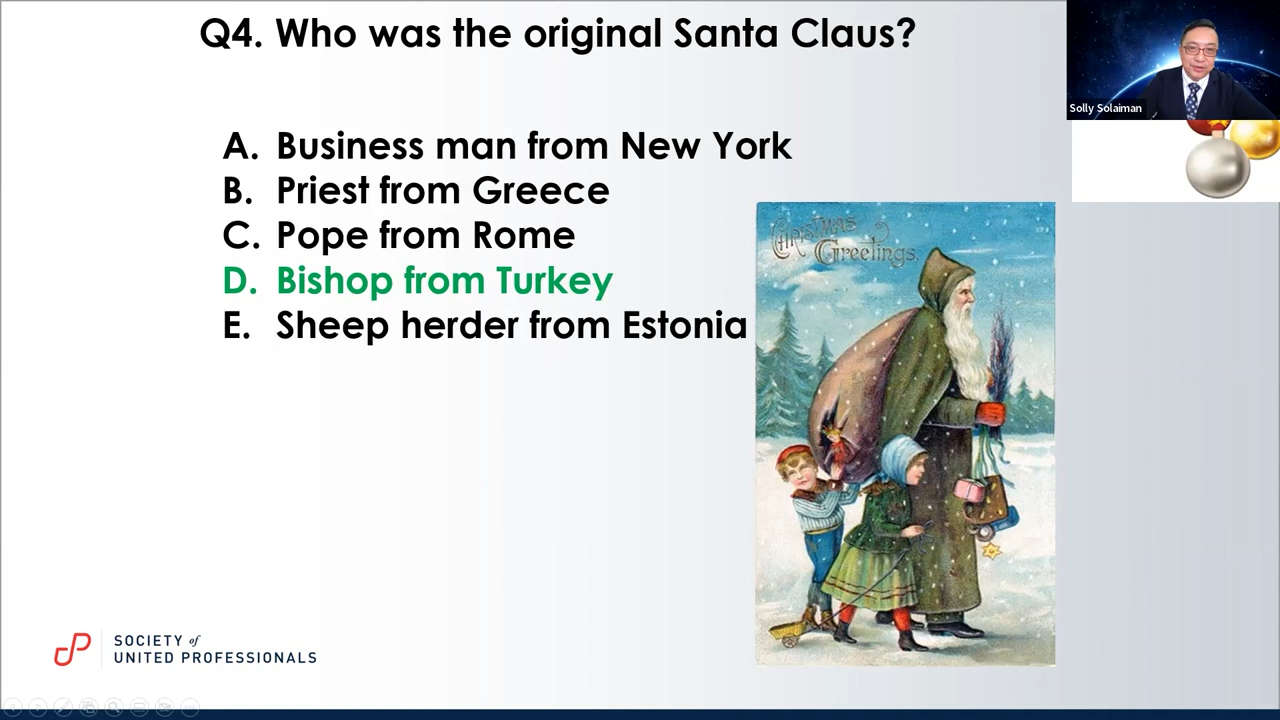 Q4. Who was the original Santa Claus?
Solly Solaiman
A. Business man from New York
B. Priest from Greece
C. Pope from Rome
D. Bishop from Turkey
E. Sheep herder from Estonia
Christmas
Greetings.
SOCIETY of
UNITED PROFESSIONALS